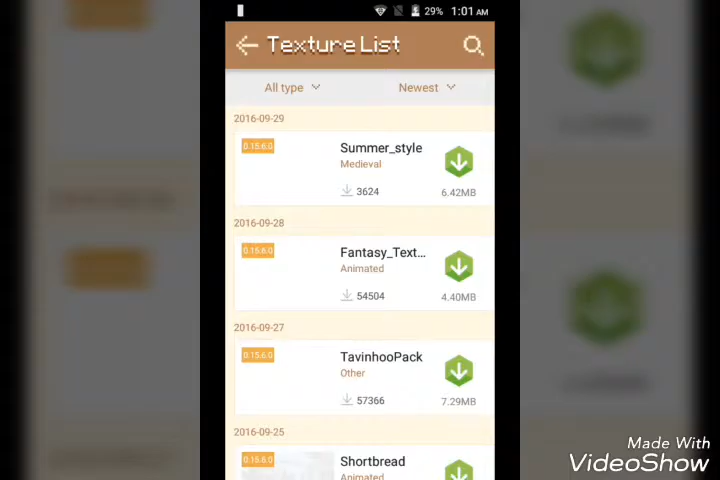 29% 1:01 AM
Texture List
All type Newest
2016-09-29
0.15.6.0 Summer_style
Medieval
3624 6.42MB
2016-09-28
0.15.6.0 Fantasy_Text...
Animated
54504 4.40MB
2016-09-27
0.15.6.0 TavinhooPack
Other
57366 7.29MB
2016-09-25
0.15.6.0 Shortbread
Animated
Made With
VideoShow